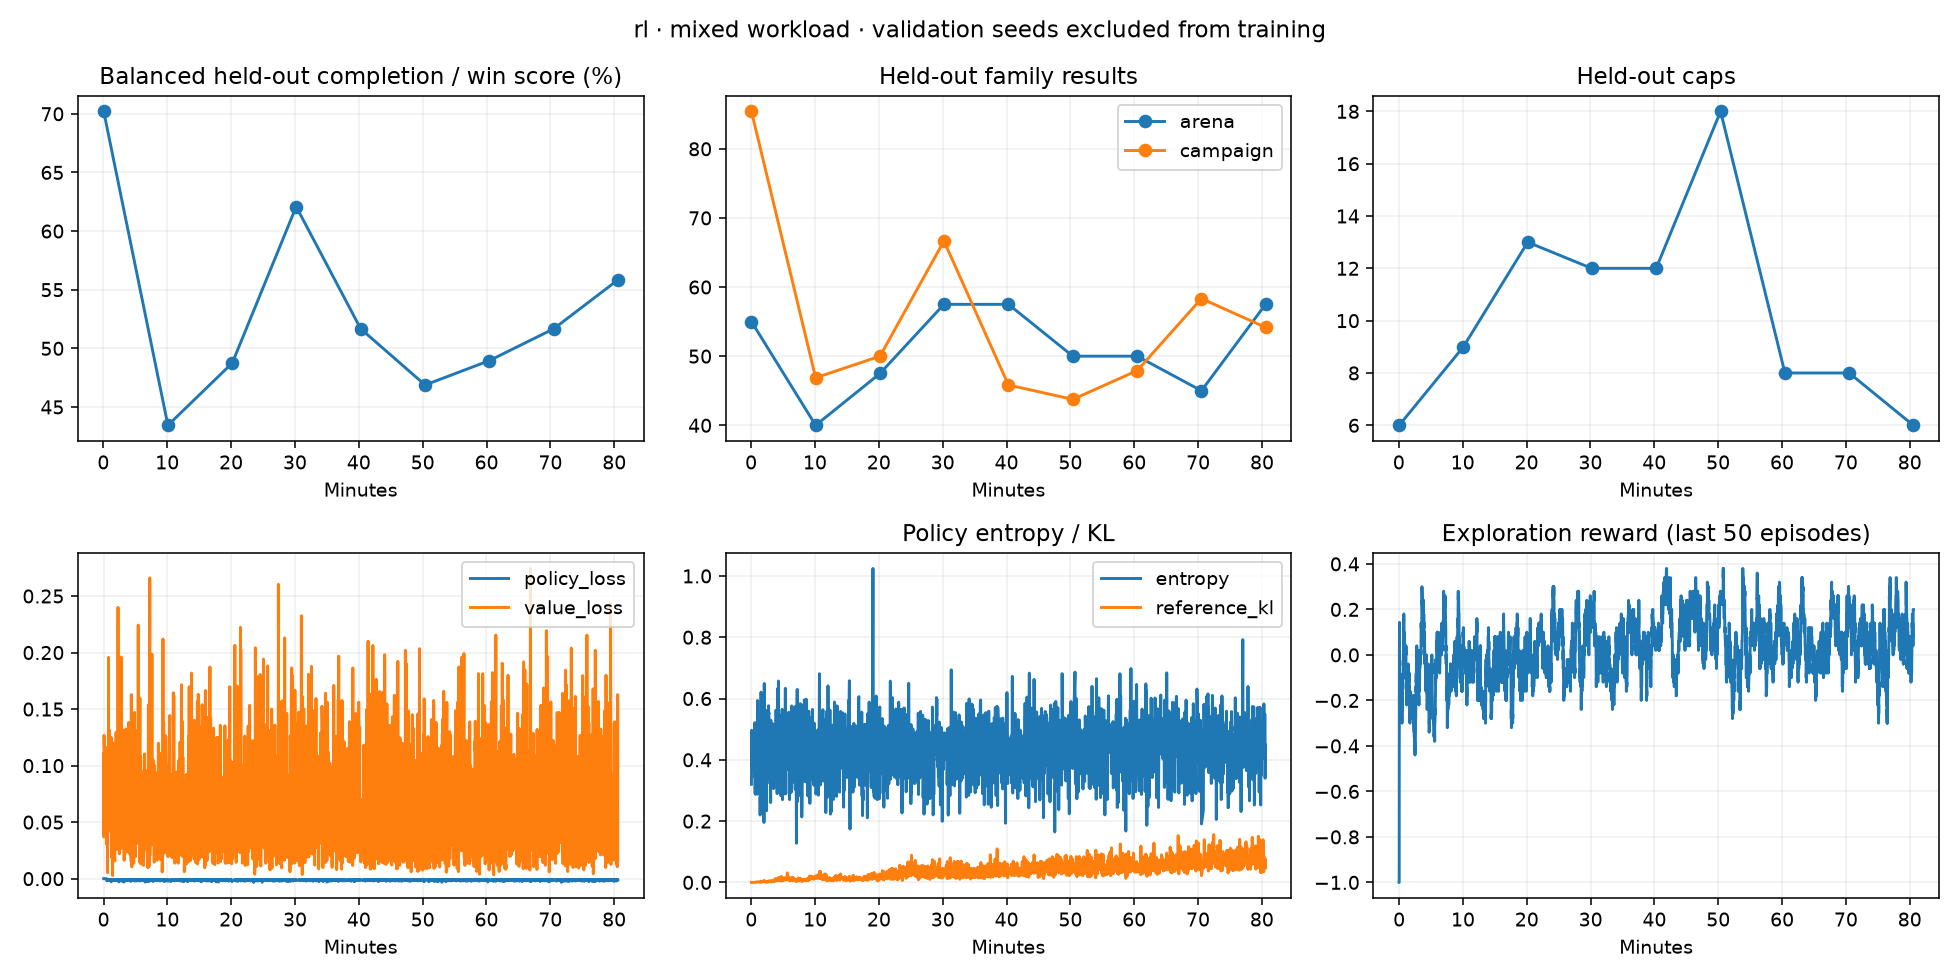 rl · mixed workload · validation seeds excluded from training
Balanced held-out completion / win score (%)
70
65
60
55
50
45
0 10 20 30 40 50 60 70 80
Minutes
Held-out family results
arena
campaign
80
70
60
50
40
0 10 20 30 40 50 60 70 80
Minutes
Held-out caps
18
16
14
12
10
8
6
0 10 20 30 40 50 60 70 80
Minutes
policy_loss
value_loss
0.25
0.20
0.15
0.10
0.05
0.00
0 10 20 30 40 50 60 70 80
Minutes
Policy entropy / KL
entropy
reference_kl
1.0
0.8
0.6
0.4
0.2
0.0
0 10 20 30 40 50 60 70 80
Minutes
Exploration reward (last 50 episodes)
0.4
0.2
0.0
−0.2
−0.4
−0.6
−0.8
−1.0
0 10 20 30 40 50 60 70 80
Minutes